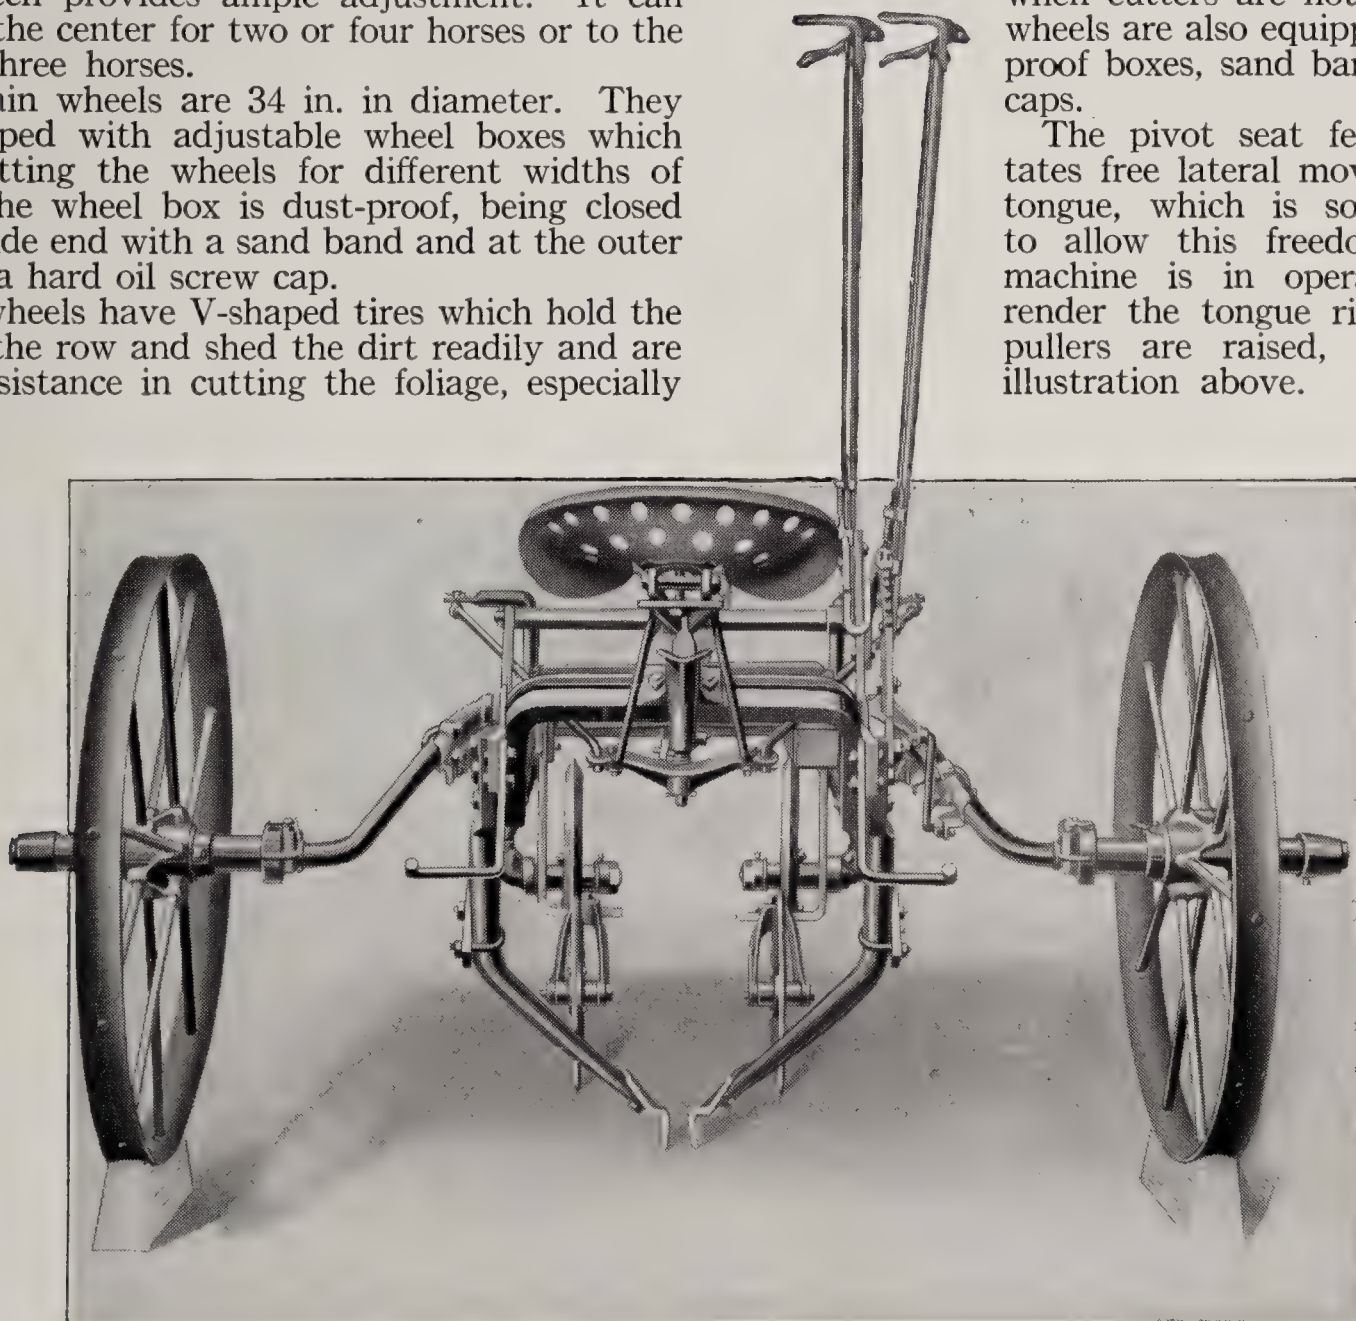 provides ample adjustment. It can
the center for two or four horses or to the
hree horses.
in wheels are 34 in. in diameter. They
ped with adjustable wheel boxes which
tting the wheels for different widths of
he wheel box is dust-proof, being closed
de end with a sand band and at the outer
a hard oil screw cap.
wheels have V-shaped tires which hold the
the row and shed the dirt readily and are
sistance in cutting the foliage, especially
when cutters are not
wheels are also equipp
proof boxes, sand ban
caps.
The pivot seat fe
tates free lateral mov
tongue, which is so
to allow this freedo
machine is in oper
render the tongue ri
pullers are raised,
illustration above.